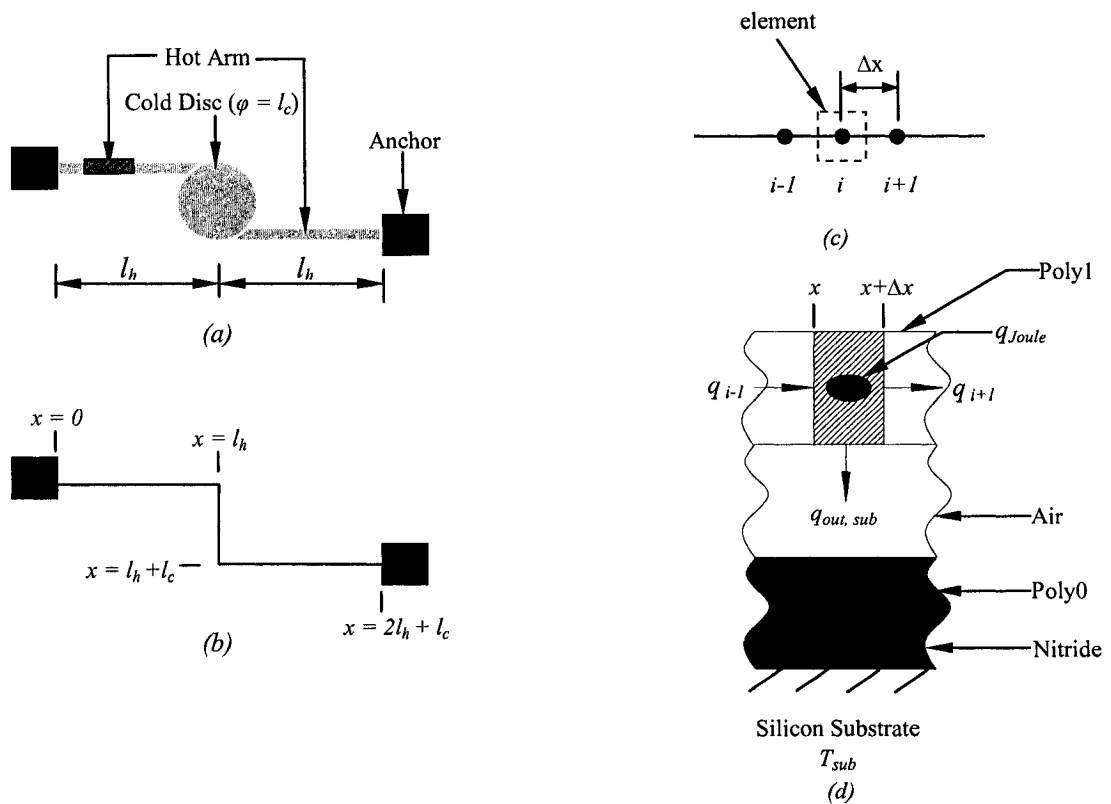 Hot Arm
Cold Disc (φ = l_c)
Anchor
l_h
l_h
(a)
x = 0
x = l_h
x = l_h + l_c
x = 2l_h + l_c
(b)
element
Δx
i-1
i
i+1
(c)
x
x+Δx
Poly1
q_Joule
q_i-1
q_i+1
q_out, sub
Air
Poly0
Nitride
Silicon Substrate
T_sub
(d)